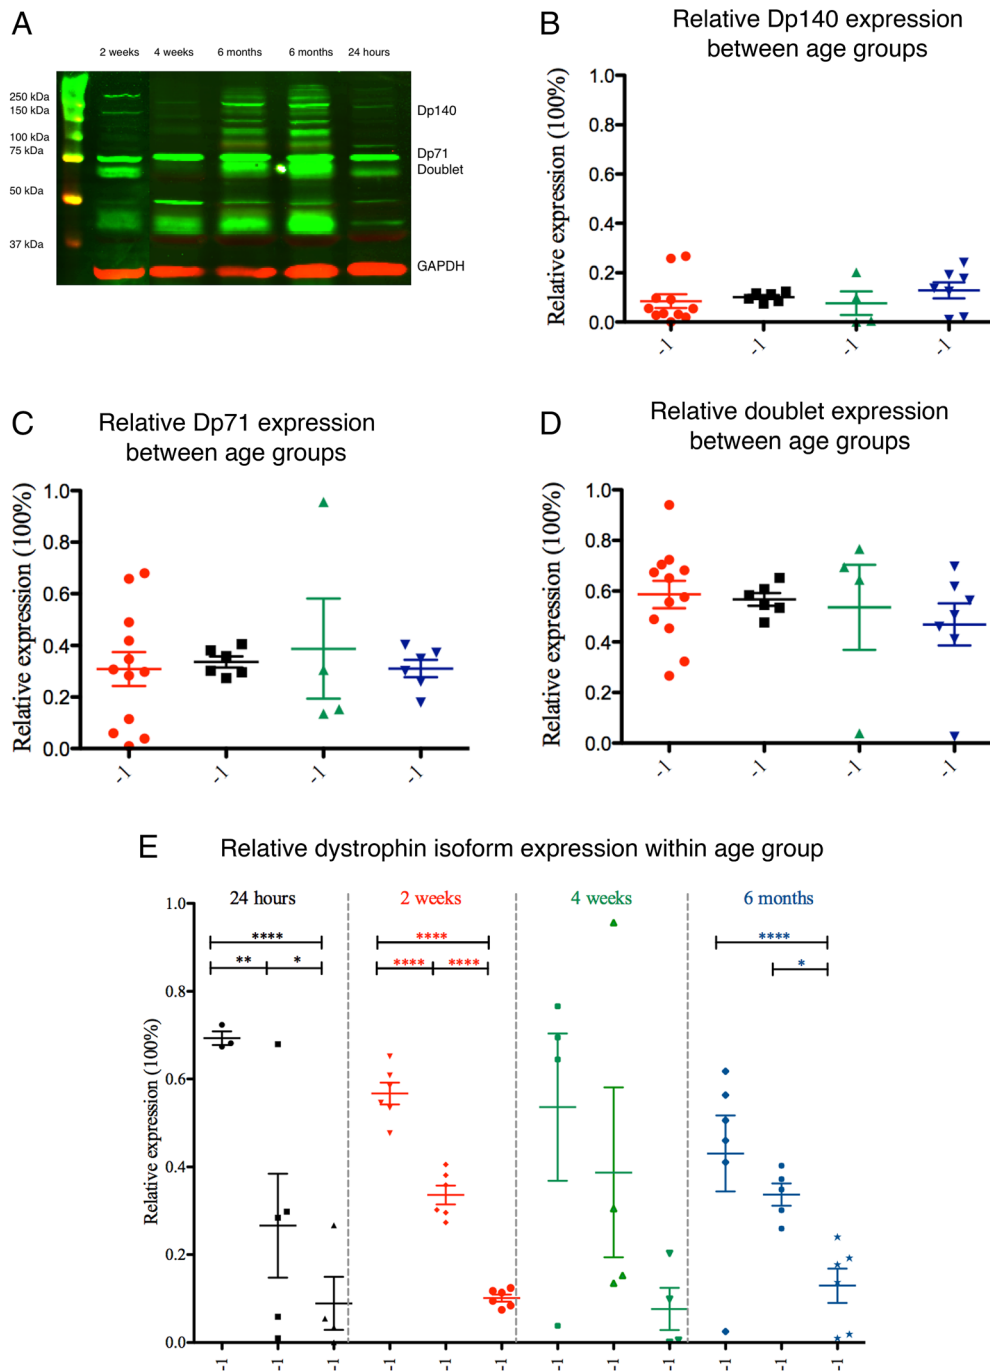 A
2 weeks 4 weeks 6 months 6 months 24 hours
250 kDa
150 kDa
100 kDa
75 kDa
50 kDa
37 kDa
Dp140
Dp71
Doublet
GAPDH
B
Relative Dp140 expression
between age groups
Relative expression (100%)
1.0
0.8
0.6
0.4
0.2
0.0
-1 -1 -1 -1
C
Relative Dp71 expression
between age groups
Relative expression (100%)
1.0
0.8
0.6
0.4
0.2
0.0
-1 -1 -1 -1
D
Relative doublet expression
between age groups
Relative expression (100%)
1.0
0.8
0.6
0.4
0.2
0.0
-1 -1 -1 -1
E
Relative dystrophin isoform expression within age group
24 hours 2 weeks 4 weeks 6 months
**** **** ****
** * **** **** *
Relative expression (100%)
1.0
0.8
0.6
0.4
0.2
0.0
-1 -1 -1 -1 -1 -1 -1 -1 -1 -1 -1 -1